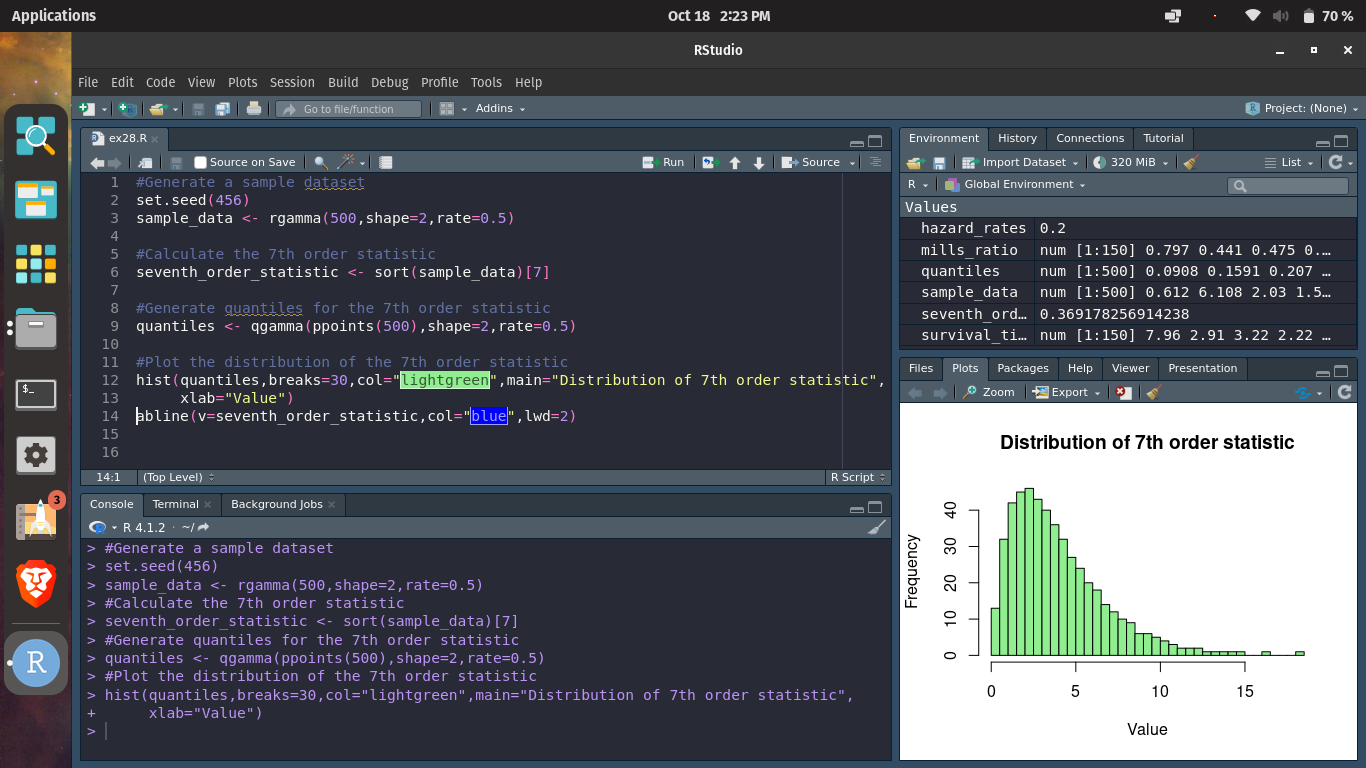 Applications
Oct 18 2:23 PM
70 %
RStudio
File Edit Code View Plots Session Build Debug Profile Tools Help
Go to file/function
Addins
Project: (None)
ex28.R
Source on Save
Run
Source
1 #Generate a sample dataset
2 set.seed(456)
3 sample_data <- rgamma(500,shape=2,rate=0.5)
4
5 #Calculate the 7th order statistic
6 seventh_order_statistic <- sort(sample_data)[7]
7
8 #Generate quantiles for the 7th order statistic
9 quantiles <- qgamma(ppoints(500),shape=2,rate=0.5)
10
11 #Plot the distribution of the 7th order statistic
12 hist(quantiles,breaks=30,col="lightgreen",main="Distribution of 7th order statistic",
13 xlab="Value")
14 abline(v=seventh_order_statistic,col="blue",lwd=2)
15
16
14:1 (Top Level) R Script
Console Terminal Background Jobs
R 4.1.2 · ~/
> #Generate a sample dataset
> set.seed(456)
> sample_data <- rgamma(500,shape=2,rate=0.5)
> #Calculate the 7th order statistic
> seventh_order_statistic <- sort(sample_data)[7]
> #Generate quantiles for the 7th order statistic
> quantiles <- qgamma(ppoints(500),shape=2,rate=0.5)
> #Plot the distribution of the 7th order statistic
> hist(quantiles,breaks=30,col="lightgreen",main="Distribution of 7th order statistic",
+ xlab="Value")
>
Environment History Connections Tutorial
Import Dataset 320 MiB List
R Global Environment
Values
hazard_rates 0.2
mills_ratio num [1:150] 0.797 0.441 0.475 0.…
quantiles num [1:500] 0.0908 0.1591 0.207 …
sample_data num [1:500] 0.612 6.108 2.03 1.5…
seventh_ord… 0.369178256914238
survival_ti… num [1:150] 7.96 2.91 3.22 2.22 …
Files Plots Packages Help Viewer Presentation
Zoom Export
Distribution of 7th order statistic
Frequency
40
30
20
10
0
0 5 10 15
Value
$_
3
R